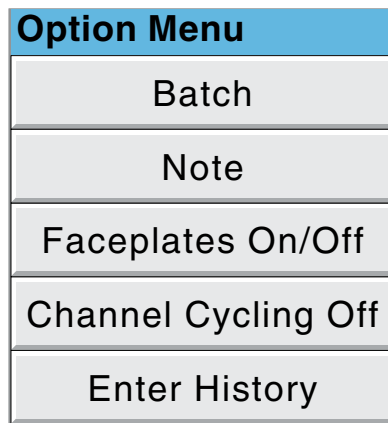 Option Menu
Batch
Note
Faceplates On/Off
Channel Cycling Off
Enter History